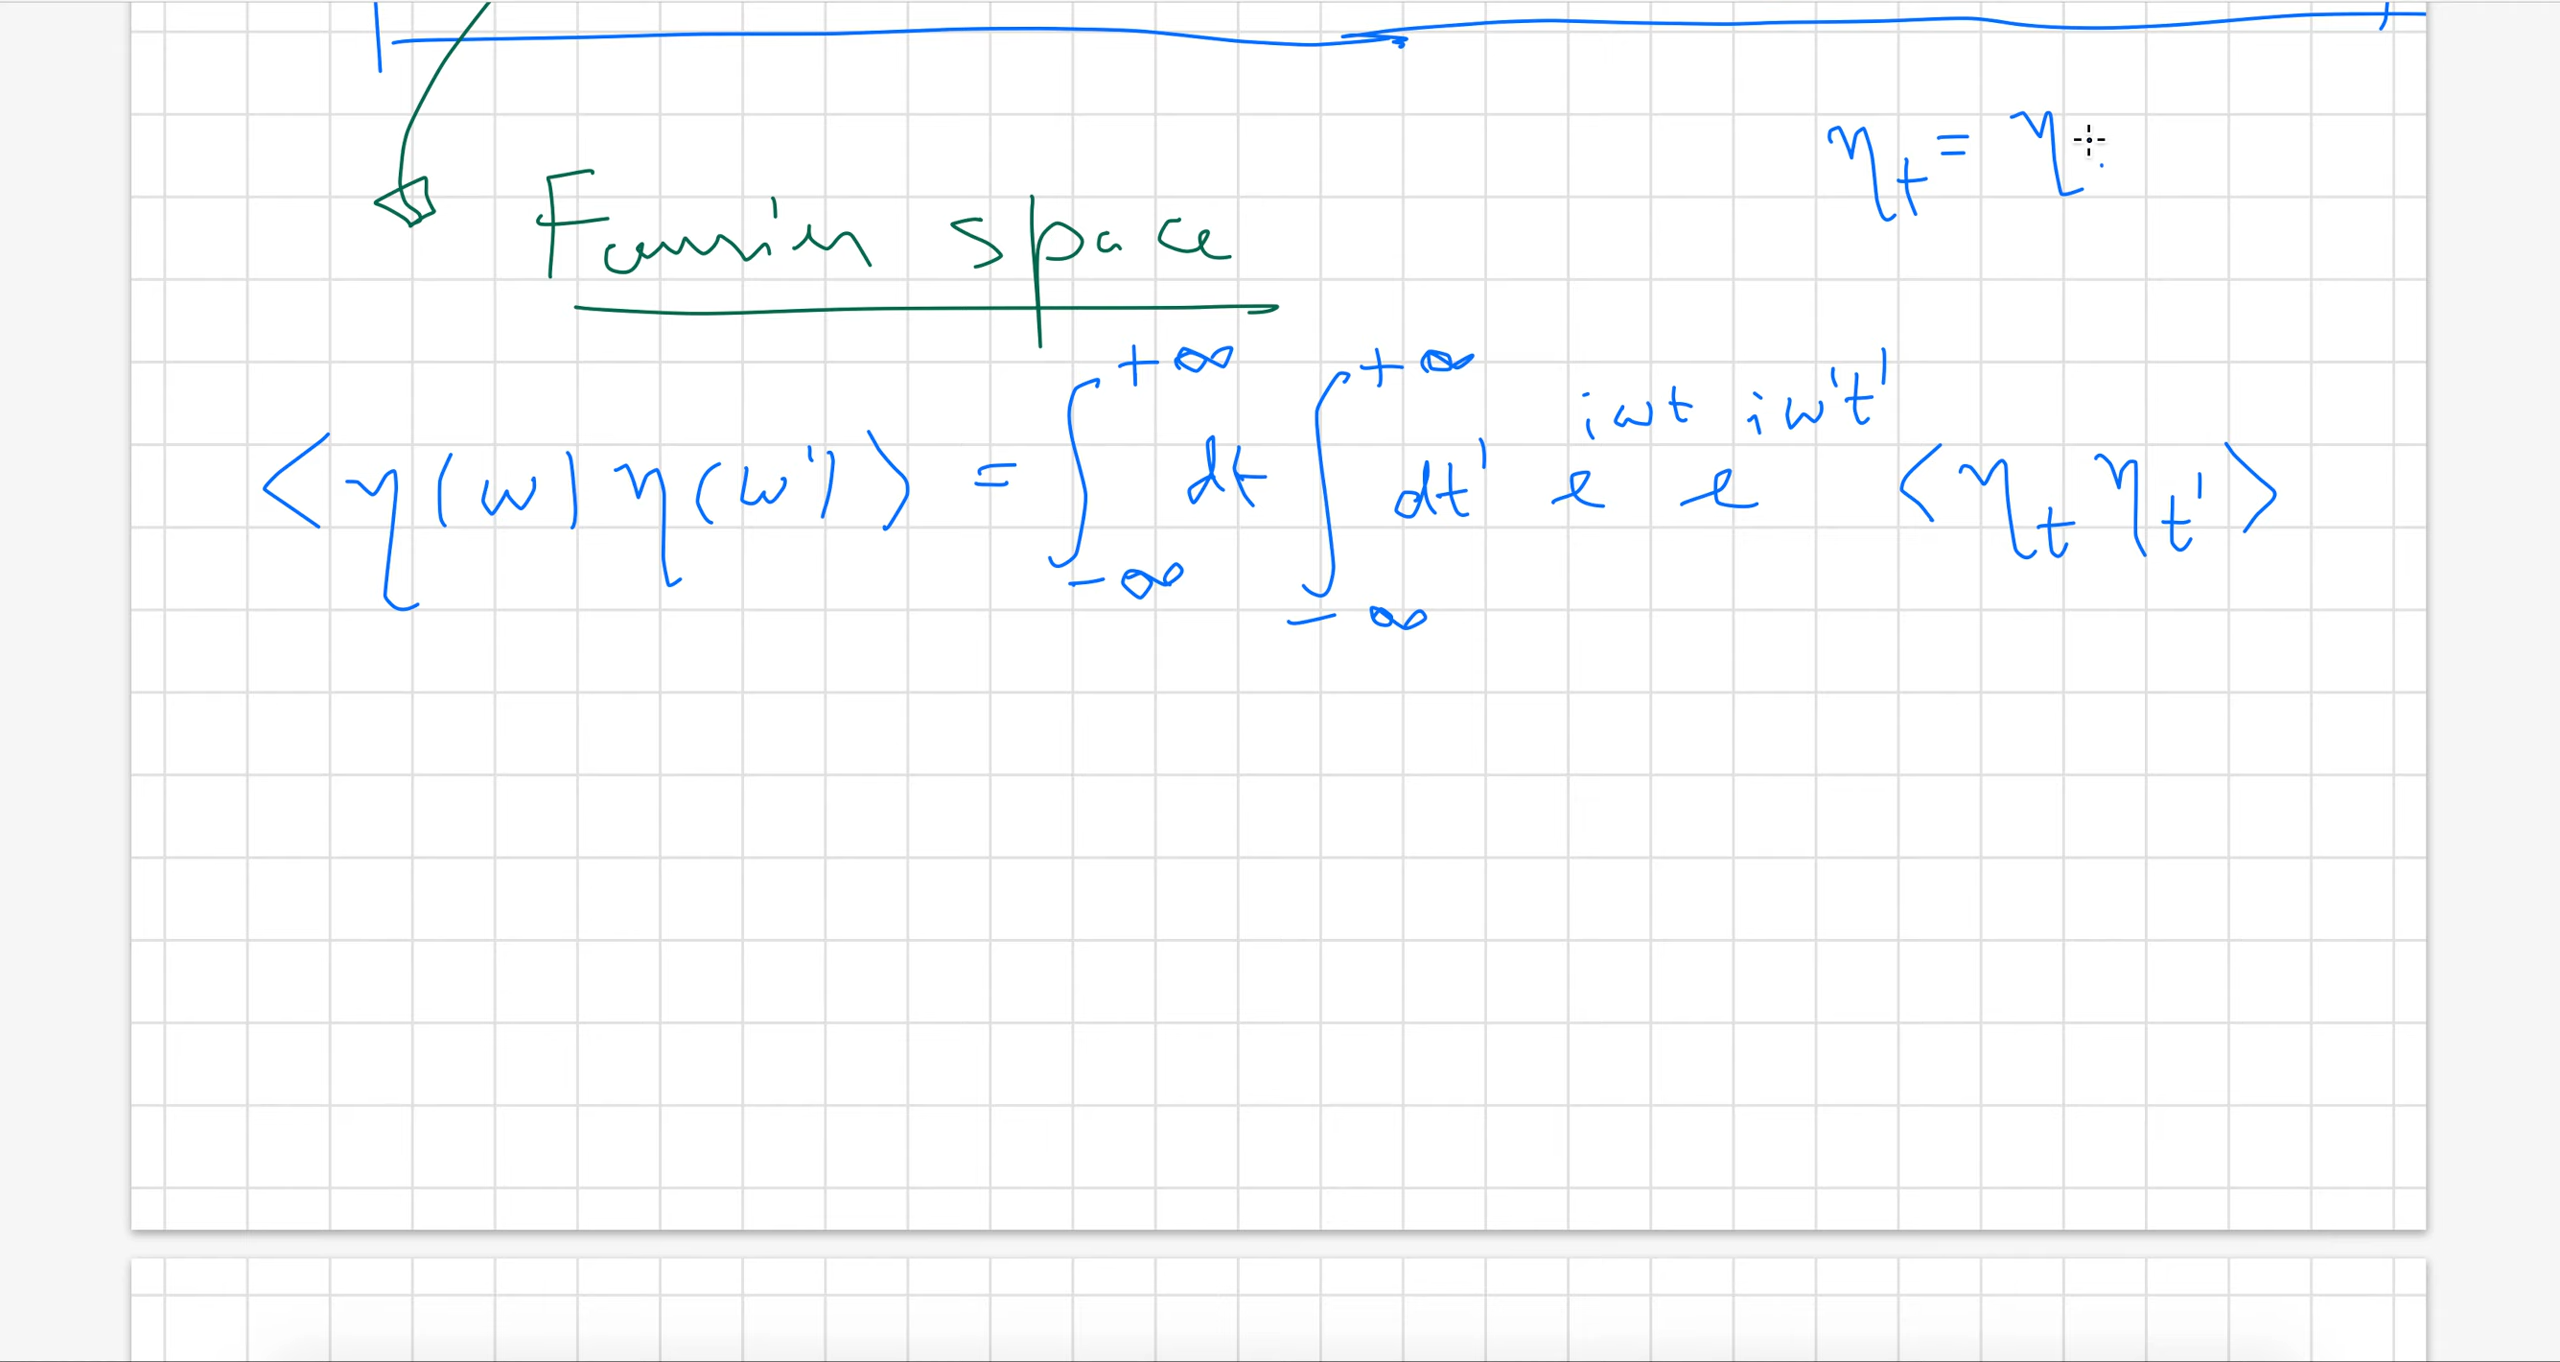 η_t = η
Fourier space
⟨η(ω) η(ω')⟩ = ∫_{-∞}^{+∞} dt ∫_{-∞}^{+∞} dt' e^{iωt} e^{iω't'} ⟨η_t η_t'⟩